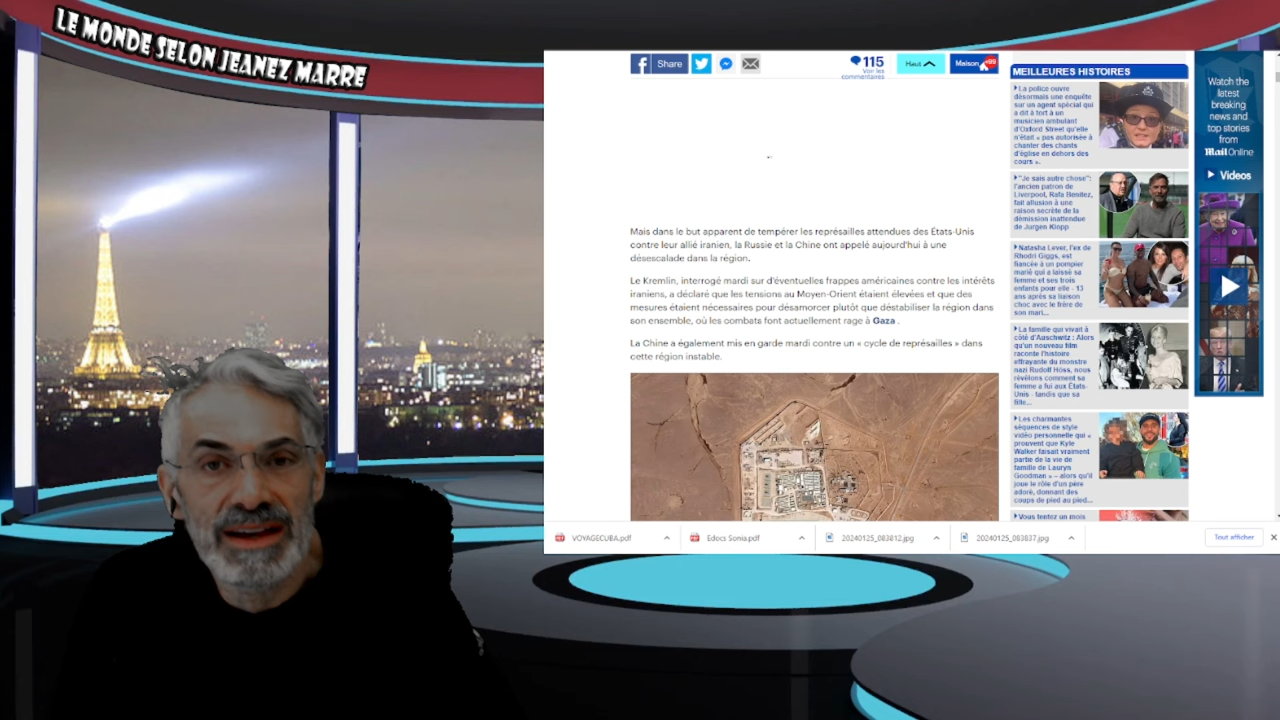 LE MONDE SELON JEANEZ MARRE
Share
115
Voir les
commentaires
Haut
Maison
+99
MEILLEURES HISTOIRES
La police ouvre
désormais une enquête
sur un agent spécial qui
a dit à tort à un
musicien ambulant
d'Oxford Street qu'elle
n'était « pas autorisée à
chanter des chants
d'église en dehors des
cours ».
"Je sais autre chose":
l'ancien patron de
Liverpool, Rafa Benitez,
fait allusion à une
raison secrète de la
démission inattendue
de Jurgen Klopp
Natasha Lever, l'ex de
Rhodri Giggs, est
fiancée à un pompier
marié qui a laissé sa
femme et ses trois
enfants pour elle - 13
ans après sa liaison
choc avec le frère de
son mari...
La famille qui vivait à
côté d'Auschwitz : Alors
qu'un nouveau film
raconte l'histoire
effrayante du monstre
nazi Rudolf Höss, nous
révélons comment sa
femme a fui aux États-
Unis - tandis que sa
fille...
Les charmantes
séquences de style
vidéo personnelle qui «
prouvent que Kyle
Walker faisait vraiment
partie de la vie de
famille de Lauryn
Goodman » – alors qu'il
joue le rôle d'un père
adoré, donnant des
coups de pied au pied...
Vous tentez un mois
Watch the
latest
breaking
news and
top stories
from
Mail Online
Videos
Mais dans le but apparent de tempérer les représailles attendues des États-Unis
contre leur allié iranien, la Russie et la Chine ont appelé aujourd'hui à une
désescalade dans la région.
Le Kremlin, interrogé mardi sur d'éventuelles frappes américaines contre les intérêts
iraniens, a déclaré que les tensions au Moyen-Orient étaient élevées et que des
mesures étaient nécessaires pour désamorcer plutôt que déstabiliser la région dans
son ensemble, où les combats font actuellement rage à Gaza .
La Chine a également mis en garde mardi contre un « cycle de représailles » dans
cette région instable.
VOYAGECUBA.pdf
Edocs Sonia.pdf
20240125_083812.jpg
20240125_083837.jpg
Tout afficher